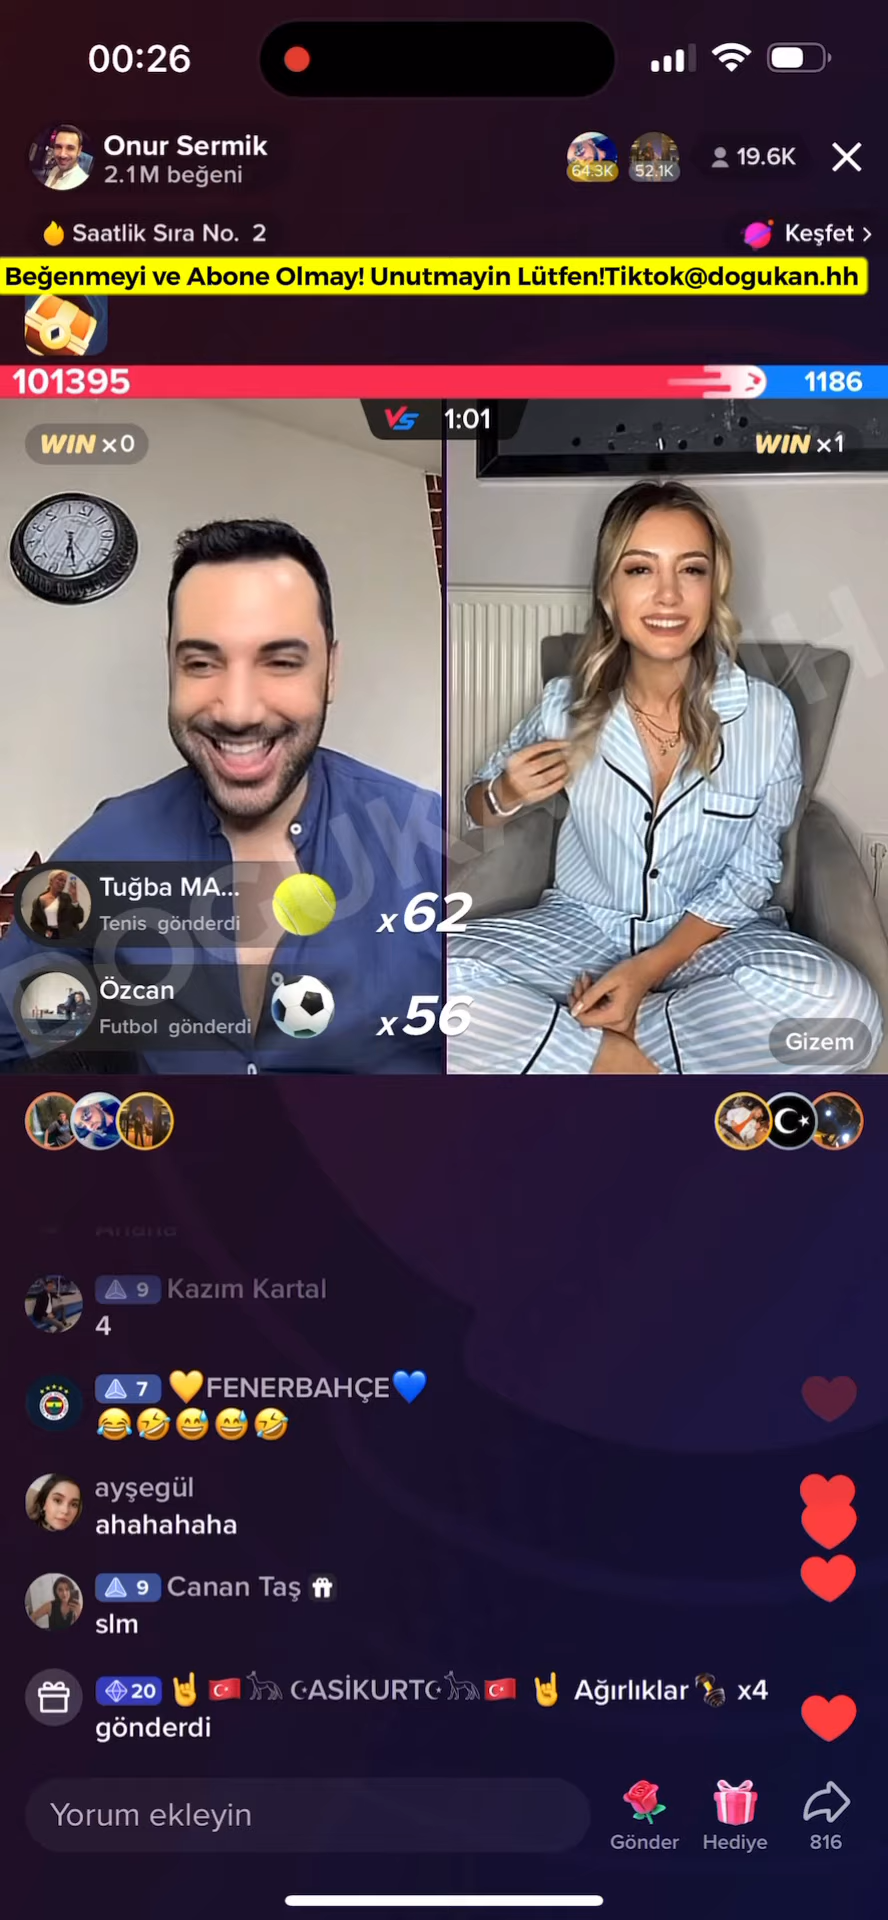 00:26
Onur Sermik
2.1M beğeni
64.3K
52.1K
19.6K
Saatlik Sıra No. 2
Keşfet >
Beğenmeyi ve Abone Olmay! Unutmayin Lütfen!Tiktok@dogukan.hh
101395
1186
VS 1:01
WIN x0
WIN x1
Tuğba MA...
Tenis gönderdi
x62
Özcan
Futbol gönderdi
x56
Gizem
9 Kazım Kartal
4
7 💛FENERBAHÇE💙
😂🤣😅😅🤣
ayşegül
ahahahaha
9 Canan Taş
slm
20 🤘🇹🇷🐺☪ASİKURT☪🐺🇹🇷🤘 Ağırlıklar x4
gönderdi
Yorum ekleyin
Gönder
Hediye
816